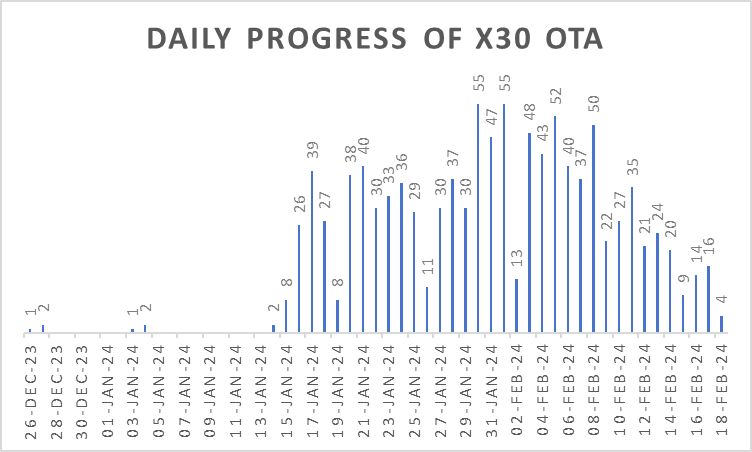 DAILY PROGRESS OF X30 OTA
1 2 1 2 2 8 26 39 27 8 38 40 30 33 36 29 11 30 37 30 55 47 55 13 48 43 52 40 37 50 22 27 35 21 24 20 9 14 16 4
26-DEC-23 28-DEC-23 30-DEC-23 01-JAN-24 03-JAN-24 05-JAN-24 07-JAN-24 09-JAN-24 11-JAN-24 13-JAN-24 15-JAN-24 17-JAN-24 19-JAN-24 21-JAN-24 23-JAN-24 25-JAN-24 27-JAN-24 29-JAN-24 31-JAN-24 02-FEB-24 04-FEB-24 06-FEB-24 08-FEB-24 10-FEB-24 12-FEB-24 14-FEB-24 16-FEB-24 18-FEB-24